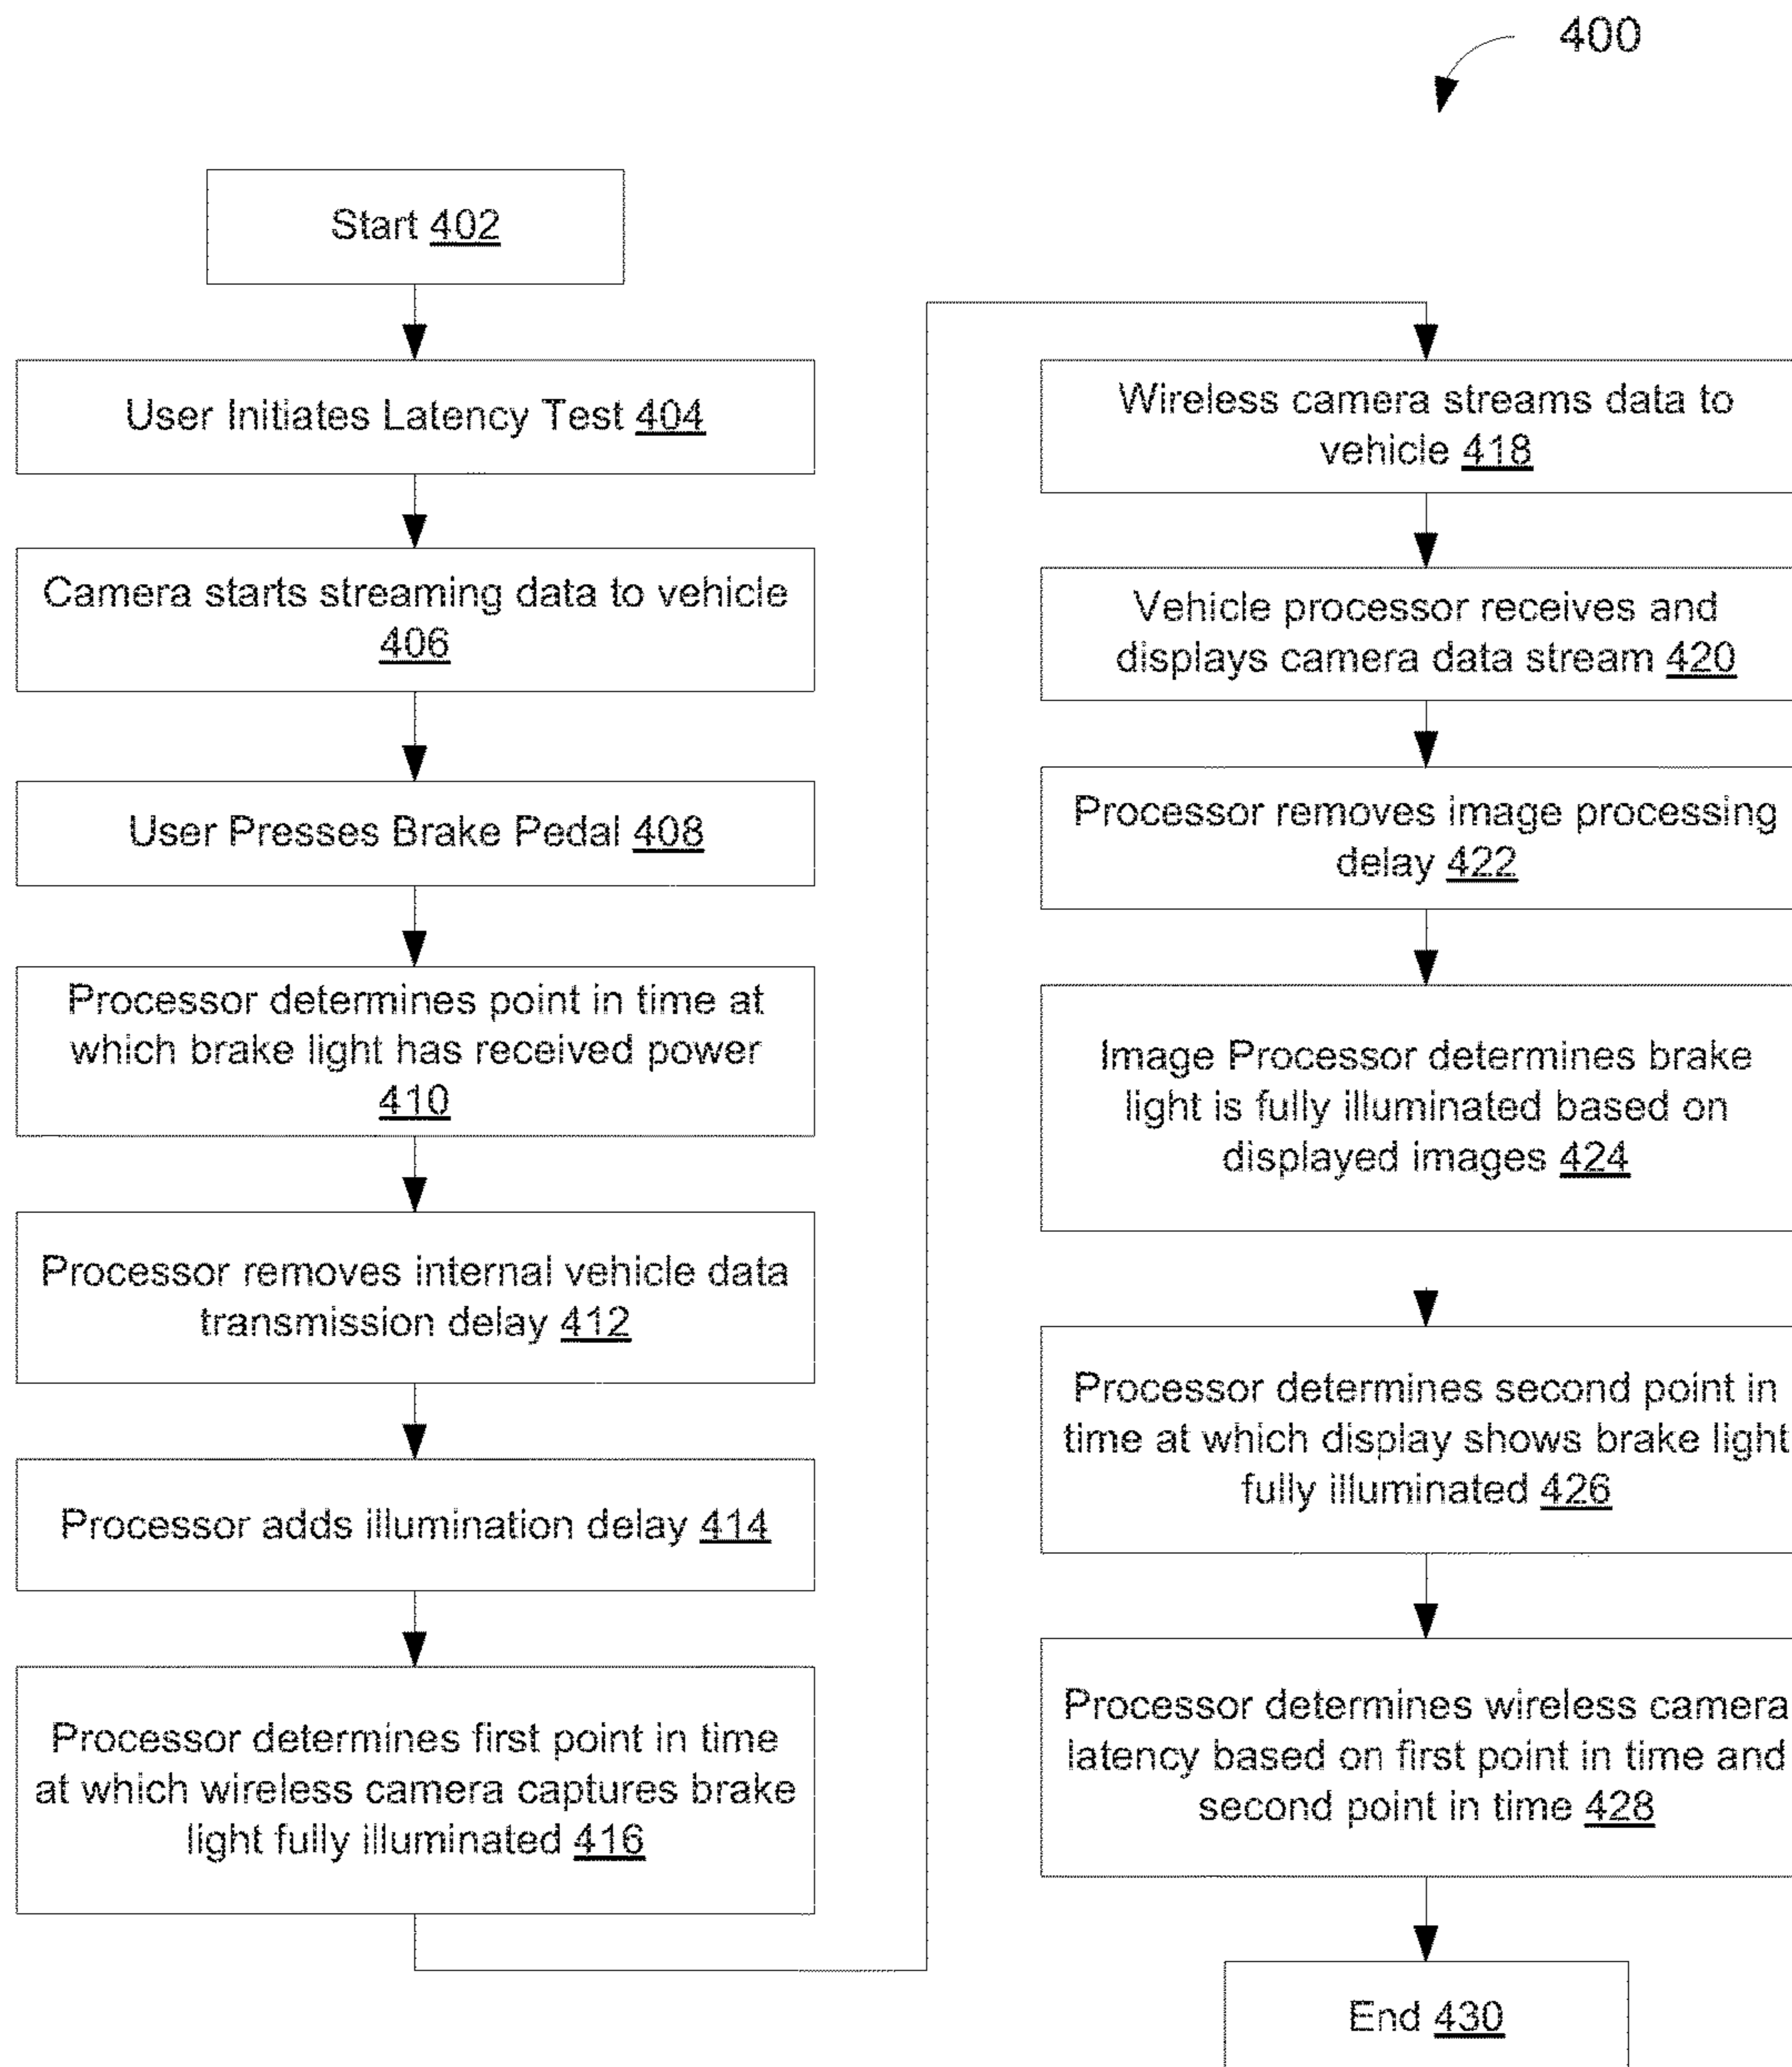 400
Start 402
User Initiates Latency Test 404
Camera starts streaming data to vehicle
406
User Presses Brake Pedal 408
Processor determines point in time at
which brake light has received power
410
Processor removes internal vehicle data
transmission delay 412
Processor adds illumination delay 414
Processor determines first point in time
at which wireless camera captures brake
light fully illuminated 416
Wireless camera streams data to
vehicle 418
Vehicle processor receives and
displays camera data stream 420
Processor removes image processing
delay 422
Image Processor determines brake
light is fully illuminated based on
displayed images 424
Processor determines second point in
time at which display shows brake light
fully illuminated 426
Processor determines wireless camera
latency based on first point in time and
second point in time 428
End 430